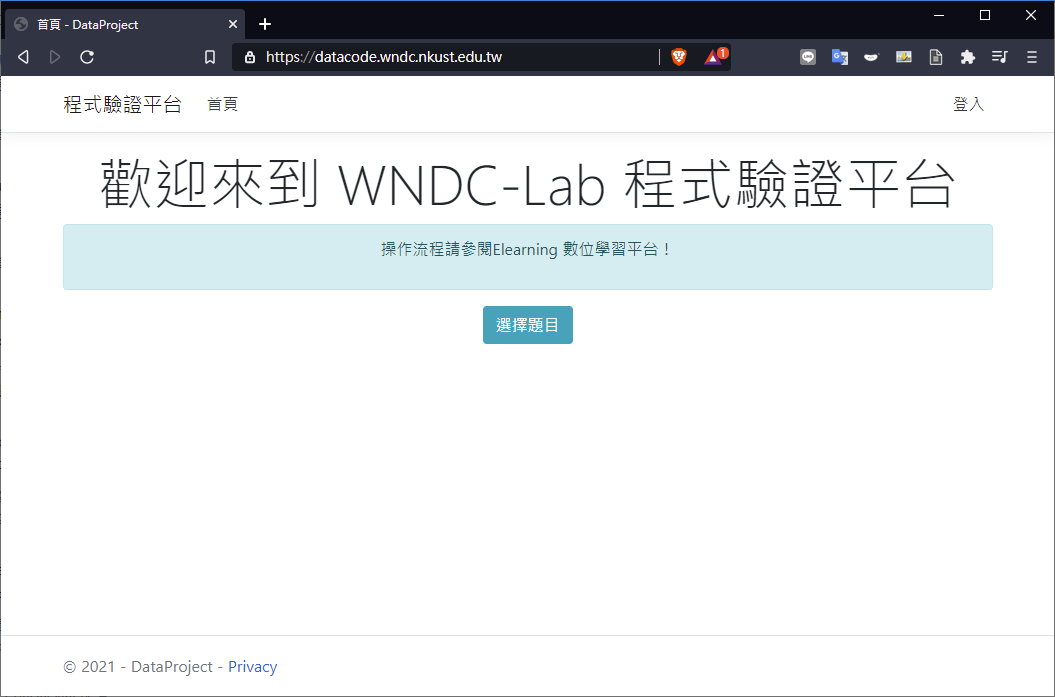 首頁 - DataProject
https://datacode.wndc.nkust.edu.tw
1
程式驗證平台 首頁 登入
歡迎來到 WNDC-Lab 程式驗證平台
操作流程請參閱Elearning 數位學習平台！
選擇題目
© 2021 - DataProject - Privacy